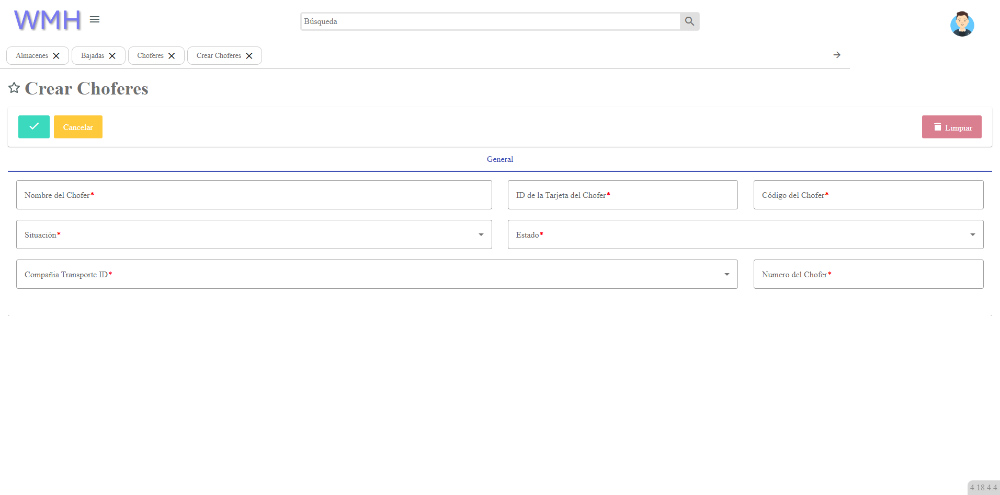 WMH
Búsqueda
Almacenes
Bajadas
Choferes
Crear Choferes
Crear Choferes
Cancelar
Limpiar
General
Nombre del Chofer*
ID de la Tarjeta del Chofer*
Código del Chofer*
Situación*
Estado*
Compañia Transporte ID*
Numero del Chofer*
4.18.4.4